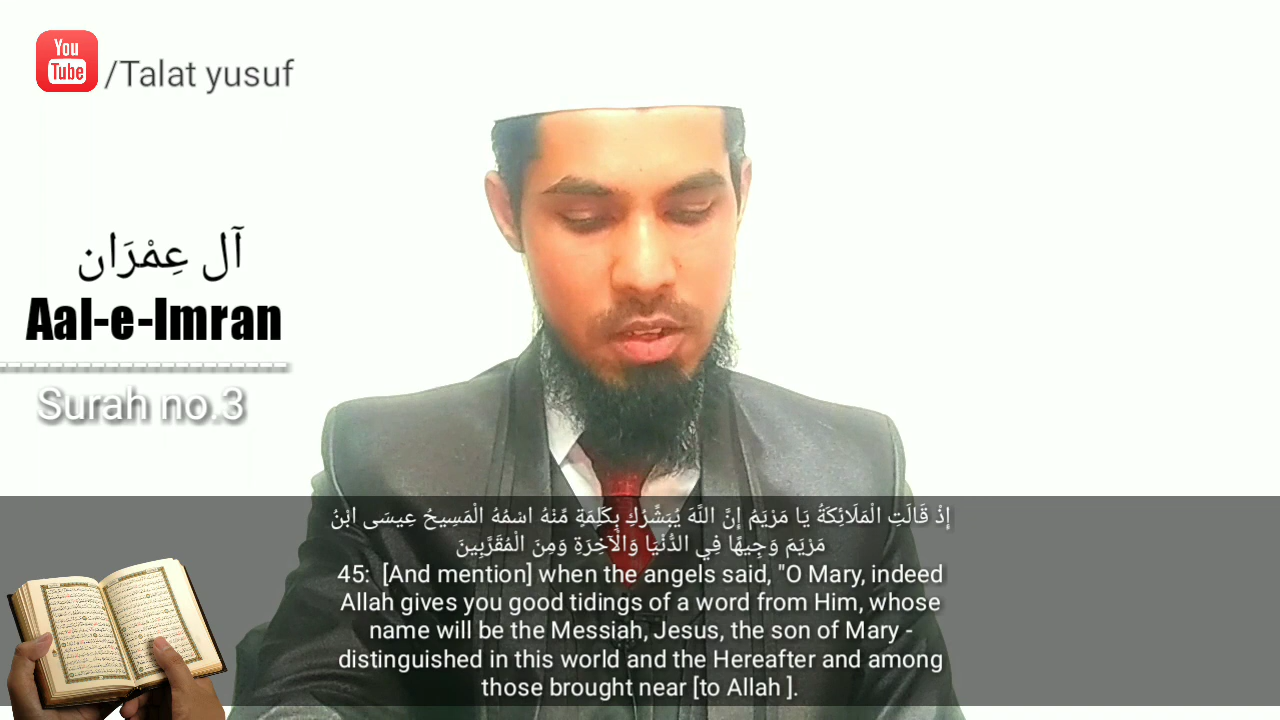 You
Tube
/Talat yusuf
آل عِمْرَان
Aal-e-Imran
Surah no.3
إِذْ قَالَتِ الْمَلَائِكَةُ يَا مَرْيَمُ إِنَّ اللَّهَ يُبَشِّرُكِ بِكَلِمَةٍ مِّنْهُ اسْمُهُ الْمَسِيحُ عِيسَى ابْنُ
مَرْيَمَ وَجِيهًا فِي الدُّنْيَا وَالْآخِرَةِ وَمِنَ الْمُقَرَّبِينَ
45:  [And mention] when the angels said, "O Mary, indeed
Allah gives you good tidings of a word from Him, whose
name will be the Messiah, Jesus, the son of Mary -
distinguished in this world and the Hereafter and among
those brought near [to Allah ].